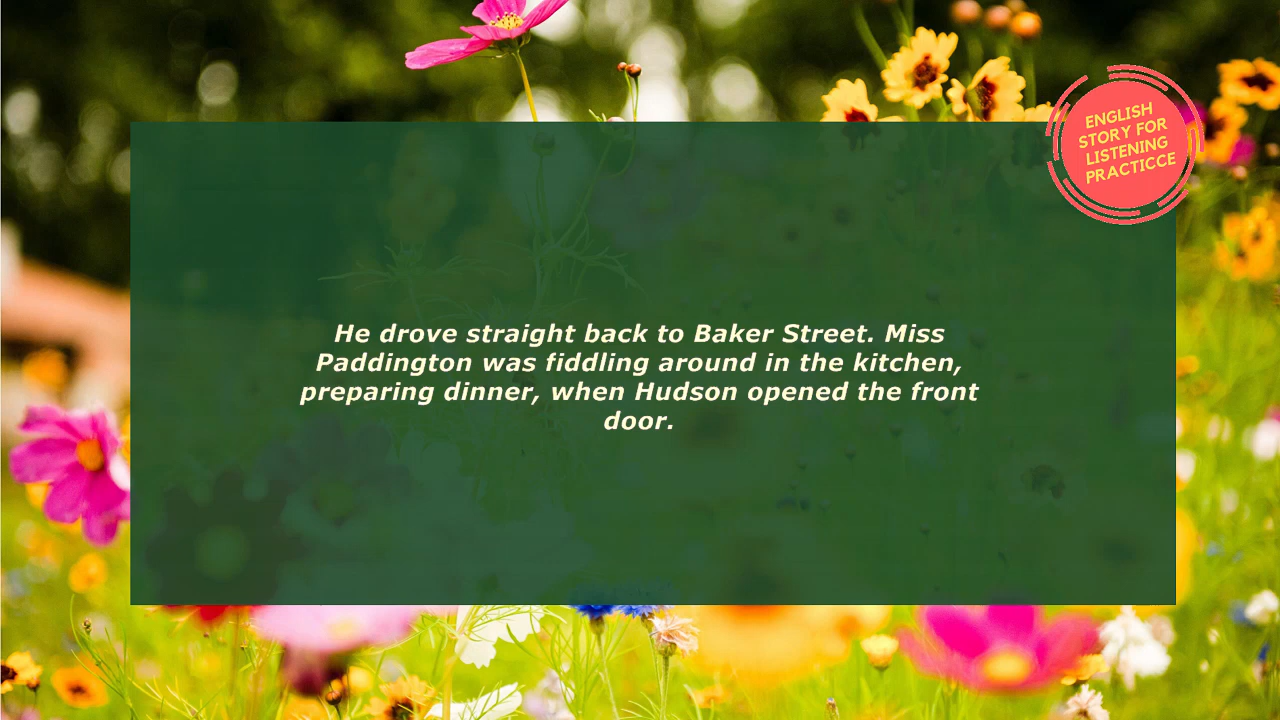 ENGLISH
STORY FOR
LISTENING
PRACTICCE
He drove straight back to Baker Street. Miss
Paddington was fiddling around in the kitchen,
preparing dinner, when Hudson opened the front
door.